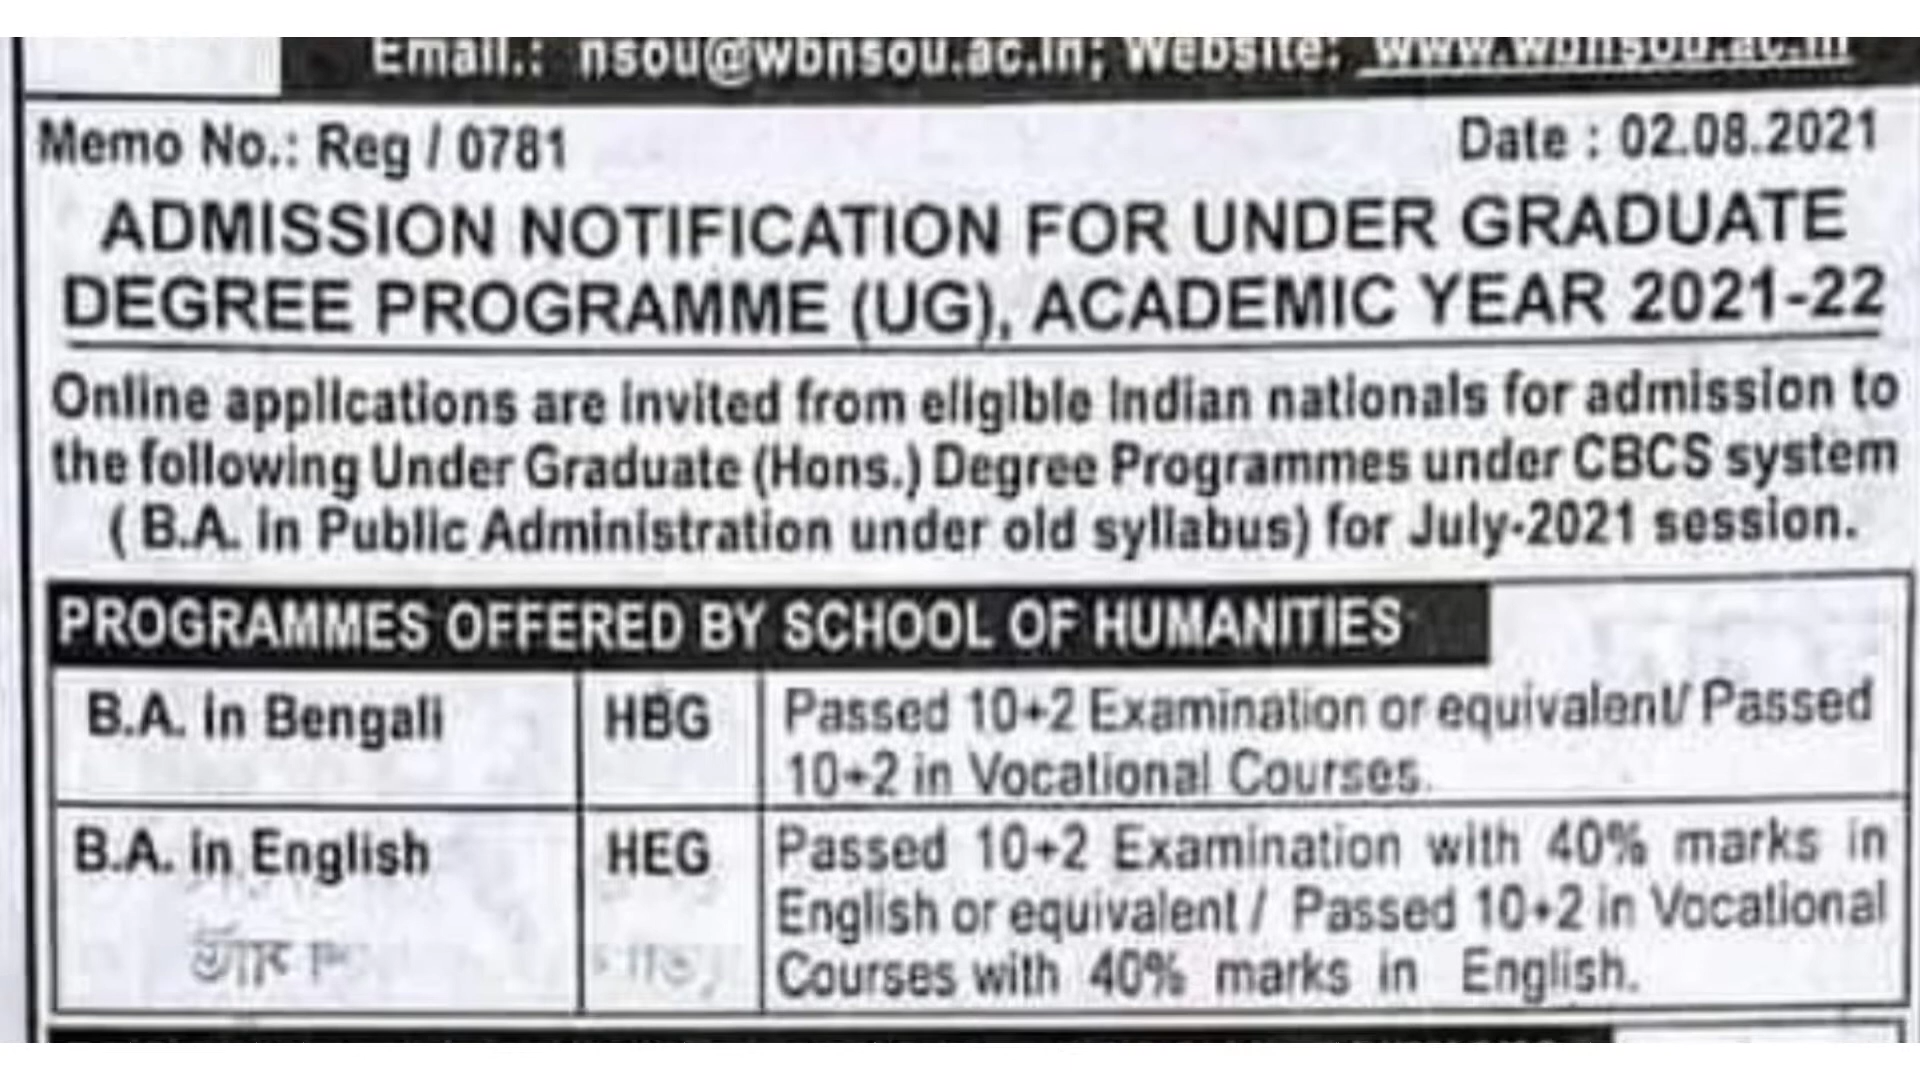 Email.: nsou@wbnsou.ac.in; Website: www.wbnsou.ac.in
Memo No.: Reg / 0781
Date : 02.08.2021
ADMISSION NOTIFICATION FOR UNDER GRADUATE
DEGREE PROGRAMME (UG), ACADEMIC YEAR 2021-22
Online applications are invited from eligible Indian nationals for admission to
the following Under Graduate (Hons.) Degree Programmes under CBCS system
( B.A. in Public Administration under old syllabus) for July-2021 session.
PROGRAMMES OFFERED BY SCHOOL OF HUMANITIES
B.A. in Bengali
HBG
Passed 10+2 Examination or equivalent/ Passed
10+2 in Vocational Courses.
B.A. in English
HEG
Passed 10+2 Examination with 40% marks in
English or equivalent / Passed 10+2 in Vocational
Courses with 40% marks in English.